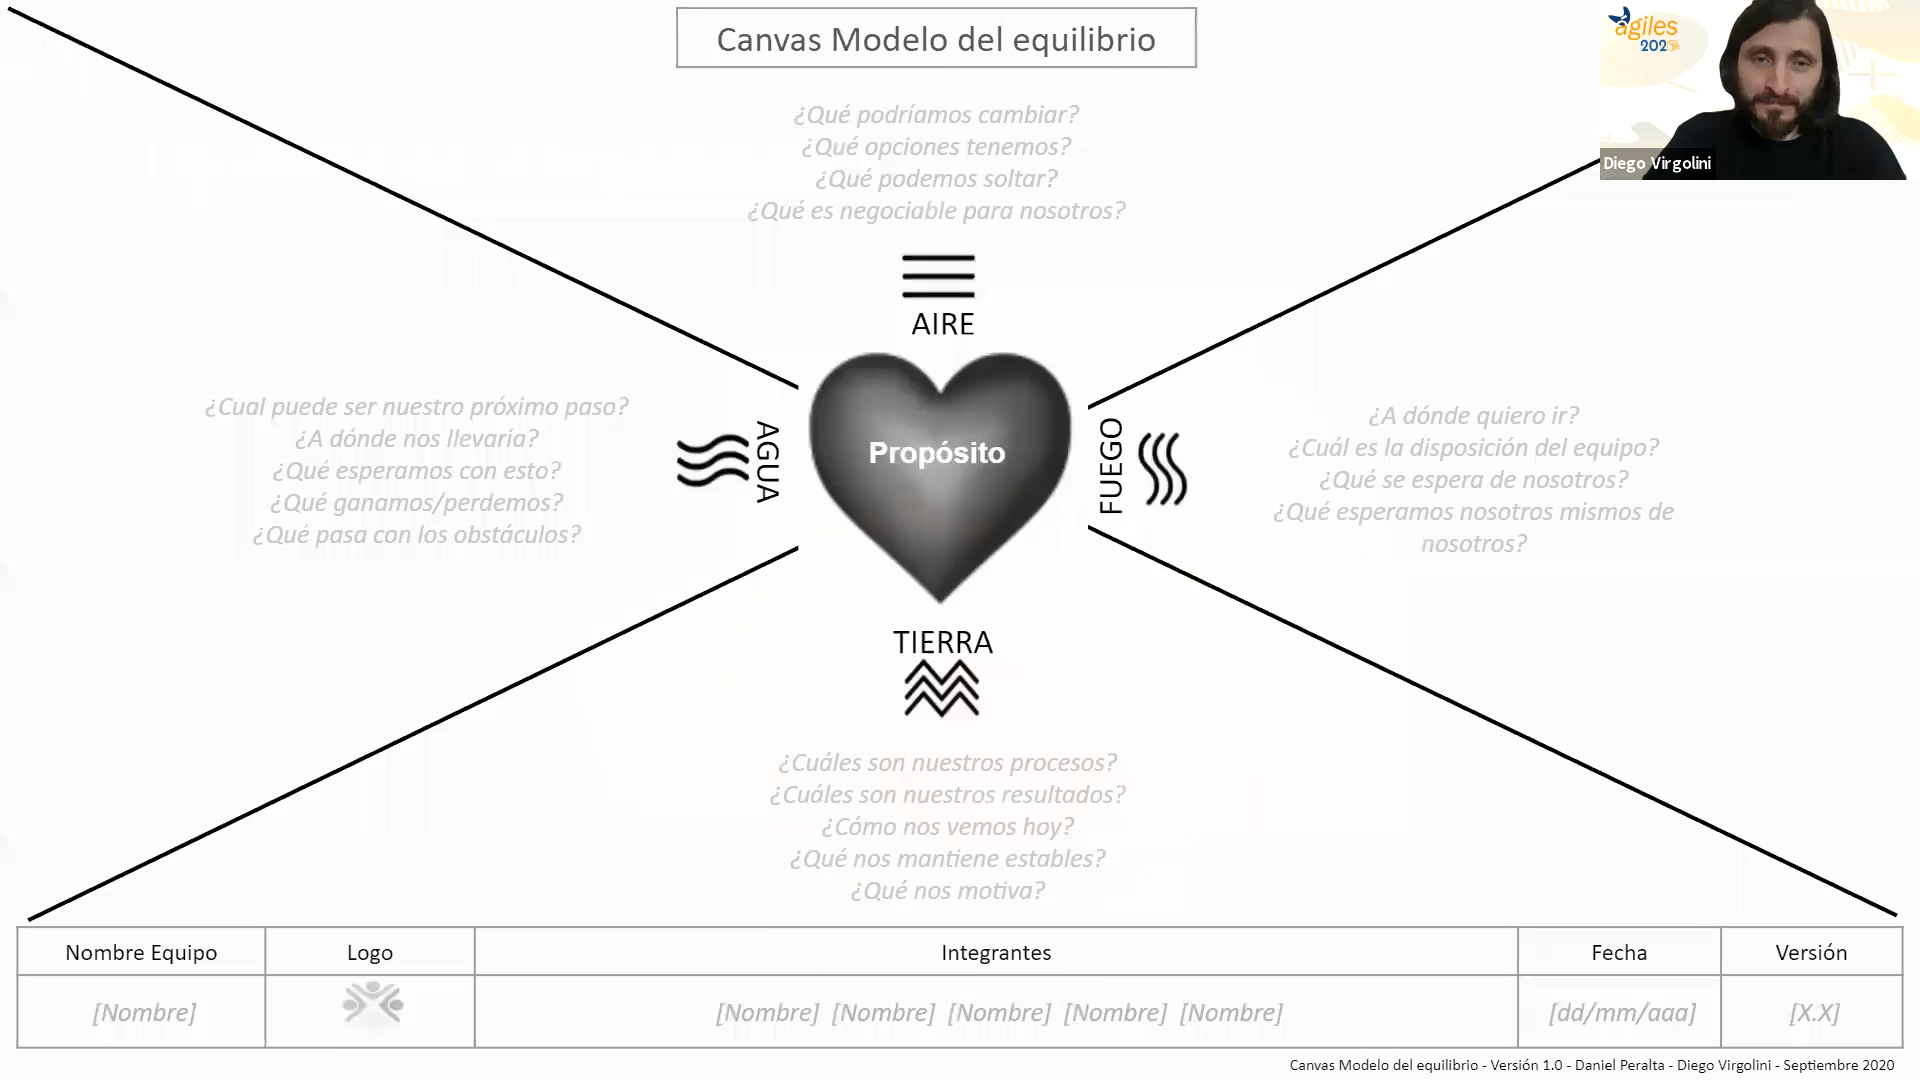 Canvas Modelo del equilibrio
agiles
2020
Diego Virgolini
¿Qué podríamos cambiar?
¿Qué opciones tenemos?
¿Qué podemos soltar?
¿Qué es negociable para nosotros?
AIRE
¿Cual puede ser nuestro próximo paso?
¿A dónde nos llevaría?
¿Qué esperamos con esto?
¿Qué ganamos/perdemos?
¿Qué pasa con los obstáculos?
AGUA
Propósito
FUEGO
¿A dónde quiero ir?
¿Cuál es la disposición del equipo?
¿Qué se espera de nosotros?
¿Qué esperamos nosotros mismos de
nosotros?
TIERRA
¿Cuáles son nuestros procesos?
¿Cuáles son nuestros resultados?
¿Cómo nos vemos hoy?
¿Qué nos mantiene estables?
¿Qué nos motiva?
Nombre Equipo Logo Integrantes Fecha Versión
[Nombre] [Nombre] [Nombre] [Nombre] [Nombre] [Nombre] [dd/mm/aaa] [X.X]
Canvas Modelo del equilibrio - Versión 1.0 - Daniel Peralta - Diego Virgolini - Septiembre 2020